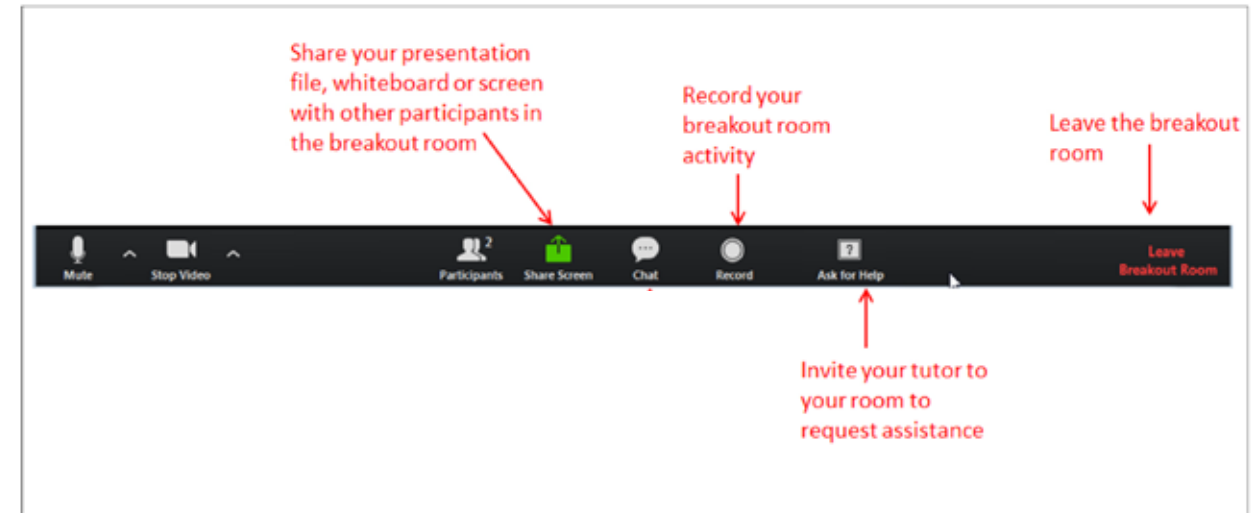 Share your presentation
file, whiteboard or screen
with other participants in
the breakout room
Record your
breakout room
activity
Leave the breakout
room
Mute
Stop Video
2
Participants
Share Screen
Chat
Record
?
Ask for Help
Leave
Breakout Room
Invite your tutor to
your room to
request assistance